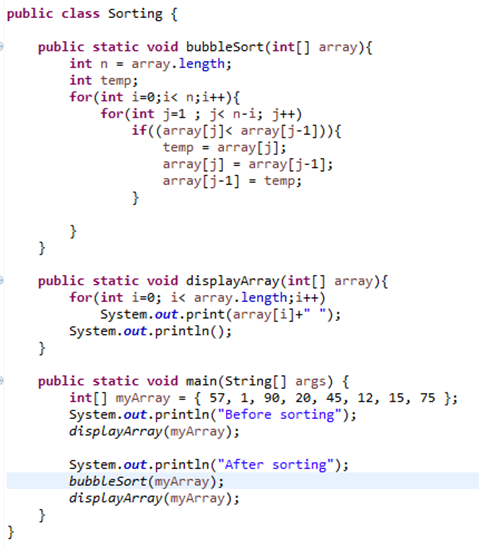 public class Sorting {
public static void bubbleSort(int[] array){
int n = array.length;
int temp;
for(int i=0;i< n;i++){
for(int j=1 ; j< n-i; j++)
if((array[j]< array[j-1])){
temp = array[j];
array[j] = array[j-1];
array[j-1] = temp;
}
}
}
public static void displayArray(int[] array){
for(int i=0; i< array.length;i++)
System.out.print(array[i]+" ");
System.out.println();
}
public static void main(String[] args) {
int[] myArray = { 57, 1, 90, 20, 45, 12, 15, 75 };
System.out.println("Before sorting");
displayArray(myArray);
System.out.println("After sorting");
bubbleSort(myArray);
displayArray(myArray);
}
}